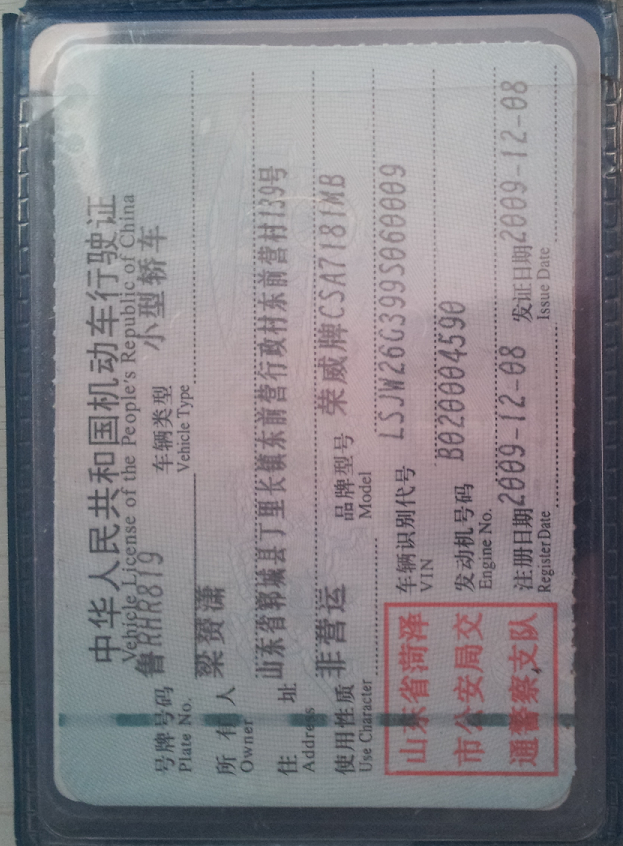 中华人民共和国机动车行驶证
Vehicle License of the People's Republic of China
号牌号码 鲁RHR819 车辆类型 小型轿车
Plate No. Vehicle Type
所有人 梁赟潇
Owner
住址 山东省郓城县丁里长镇东前营行政村东前营村139号
Address
使用性质 非营运 品牌型号 荣威牌CSA7181MB
Use Character Model
山东省菏泽
市公安局交
通警察支队
车辆识别代号 LSJW26G399S060009
VIN
发动机号码 B020004590
Engine No.
注册日期 2009-12-08 发证日期 2009-12-08
Register Date Issue Date